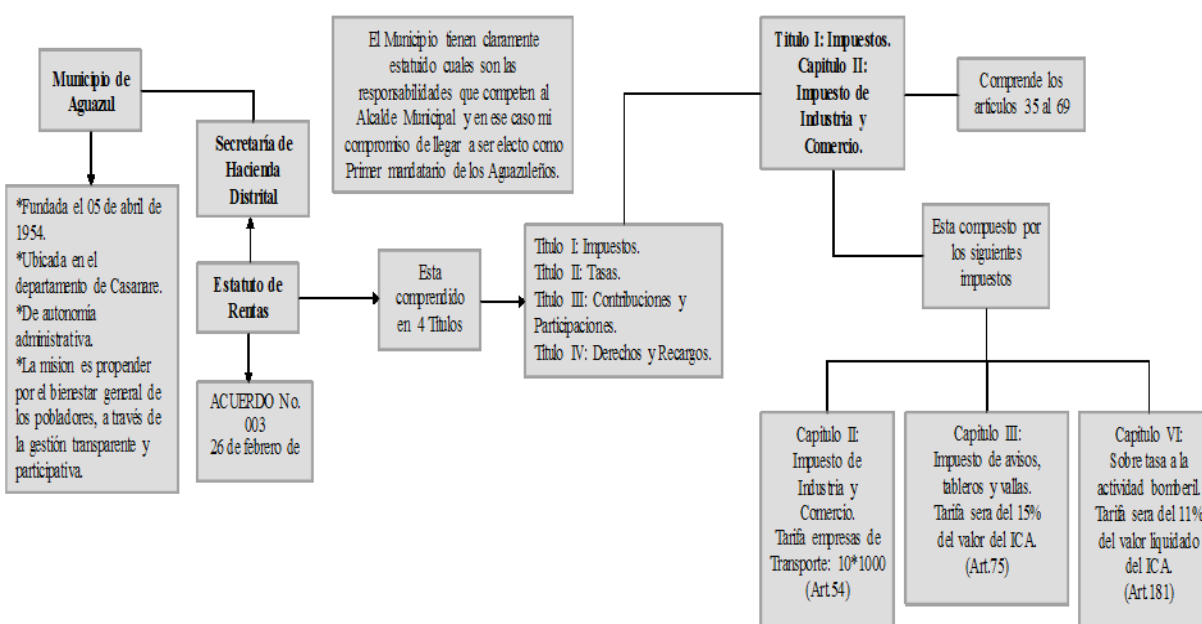 Municipio de
Aguazul
*Fundada el 05 de abril de
1954.
*Ubicada en el
departamento de Casanare.
*De autonomia
administrativa.
*La mision es propender
por el bienestar general de
los pobladores, a través de
la gestión transparente y
participativa.
Secretaría de
Hacienda
Distrital
Estatuto de
Rentas
ACUERDO No.
003
26 de febrero de
El Municipio tienen claramente
estatuido cuales son las
responsabilidades que competen al
Alcalde Municipal y en ese caso mi
compromiso de llegar a ser electo como
Primer mandatario de los Aguazuleños.
Esta
comprendido
en 4 Titulos
Titulo I: Impuestos.
Titulo II: Tasas.
Titulo III: Contribuciones y
Participaciones.
Titulo IV: Derechos y Recargos.
Titulo I: Impuestos.
Capitulo II:
Impuesto de
Industria y
Comercio.
Comprende los
articulos 35 al 69
Esta compuesto por
los siguientes
impuestos
Capitulo II:
Impuesto de
Industria y
Comercio.
Tarifa empresas de
Transporte: 10*1000
(Art.54)
Capitulo III:
Impuesto de avisos,
tableros y vallas.
Tarifa sera del 15%
del valor del ICA.
(Art.75)
Capitulo VI:
Sobre tasa a la
actividad bomberil.
Tarifa sera del 11%
del valor liquidado
del ICA.
(Art.181)